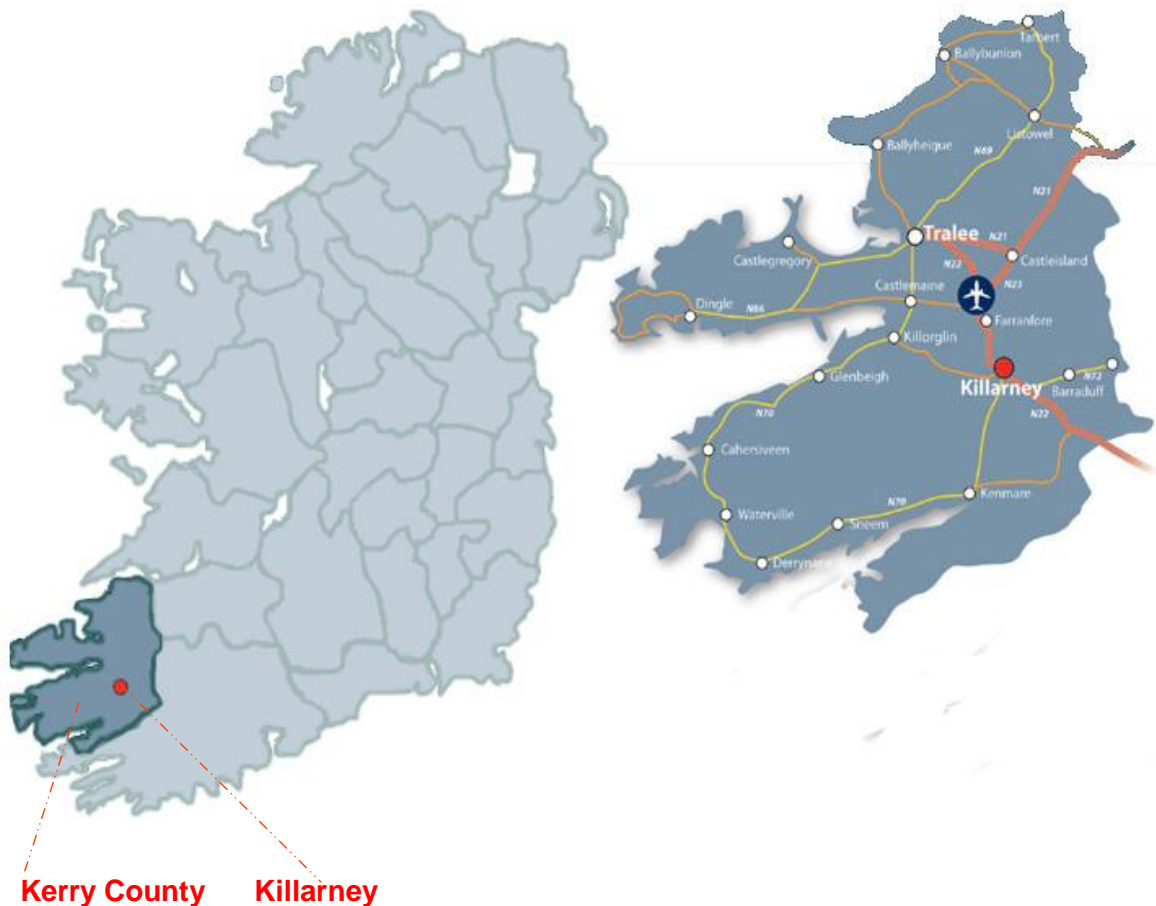 Tarbert
Ballybunion
Listowel
Ballyheigue
N69
N21
Tralee
N21
Castlegregory
N22
Castleisland
Castlemaine
N23
Dingle
N86
Farranfore
Killorglin
Killarney
Glenbeigh
N72
Barraduff
N70
N22
Cahersiveen
Kenmare
N70
Waterville
Sneem
Derrynane
Kerry County
Killarney